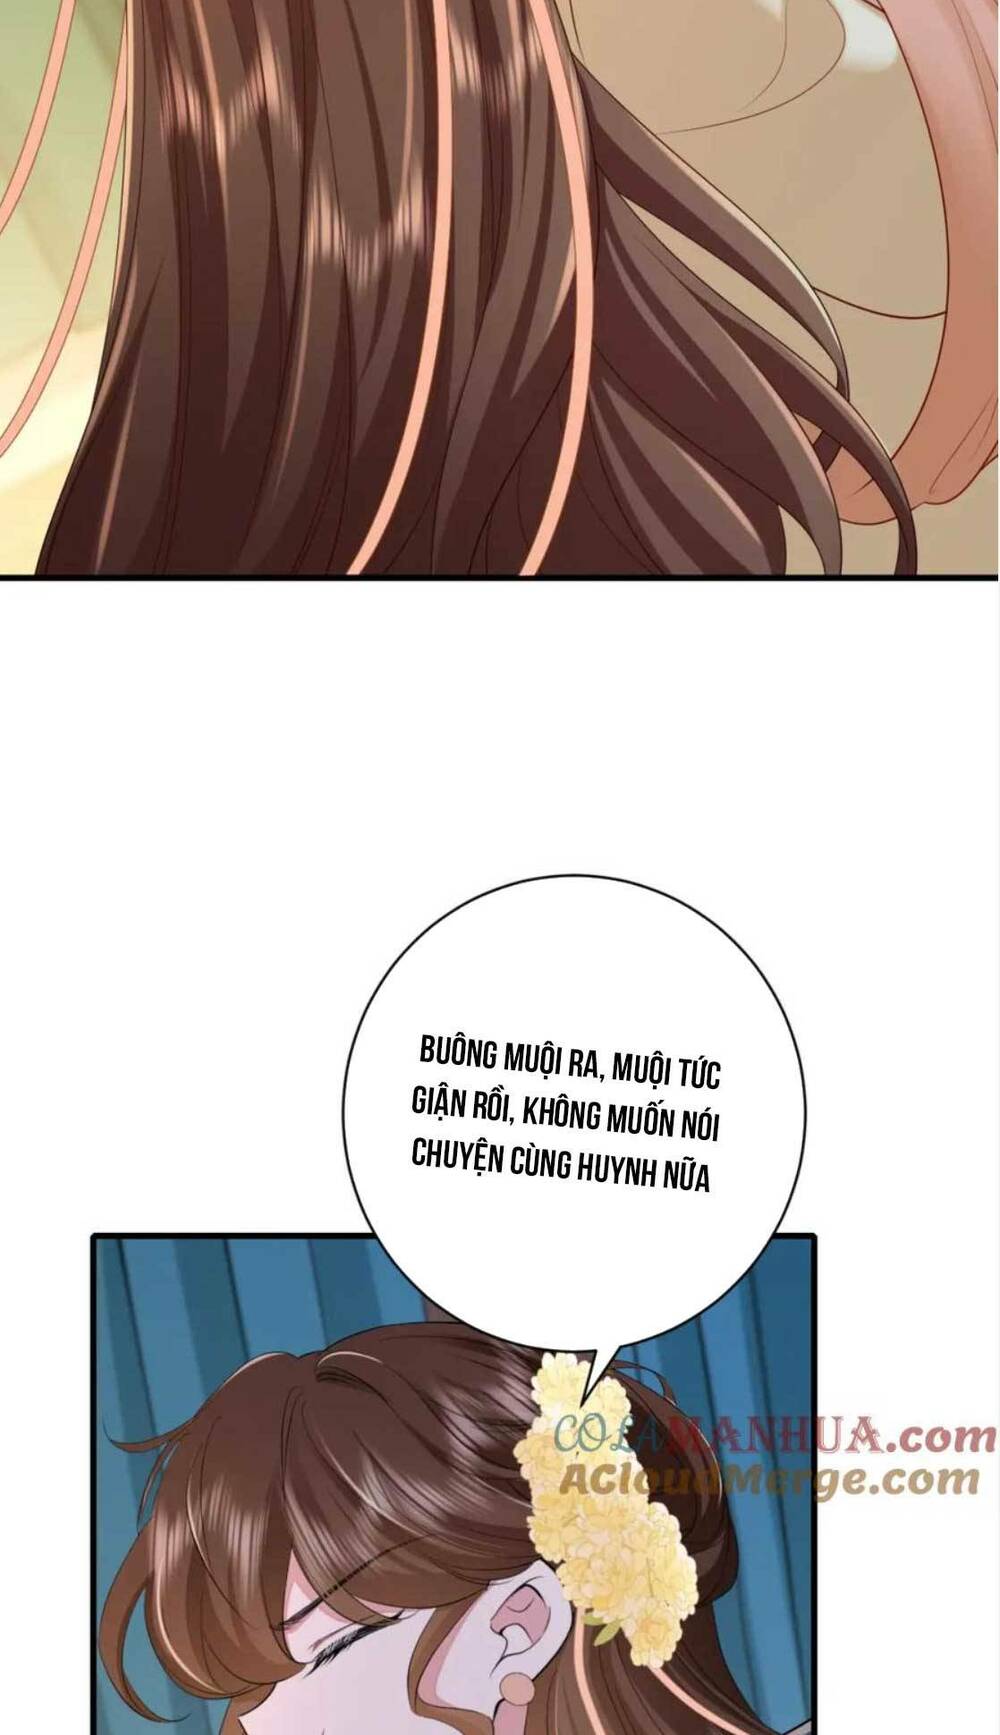 BUÔNG MUỘI RA, MUỘI TỨC
GIẬN RỒI, KHÔNG MUỐN NÓI
CHUYỆN CÙNG HUYNH NỮA
COLAMANHUA.com
AcloudMerge.com